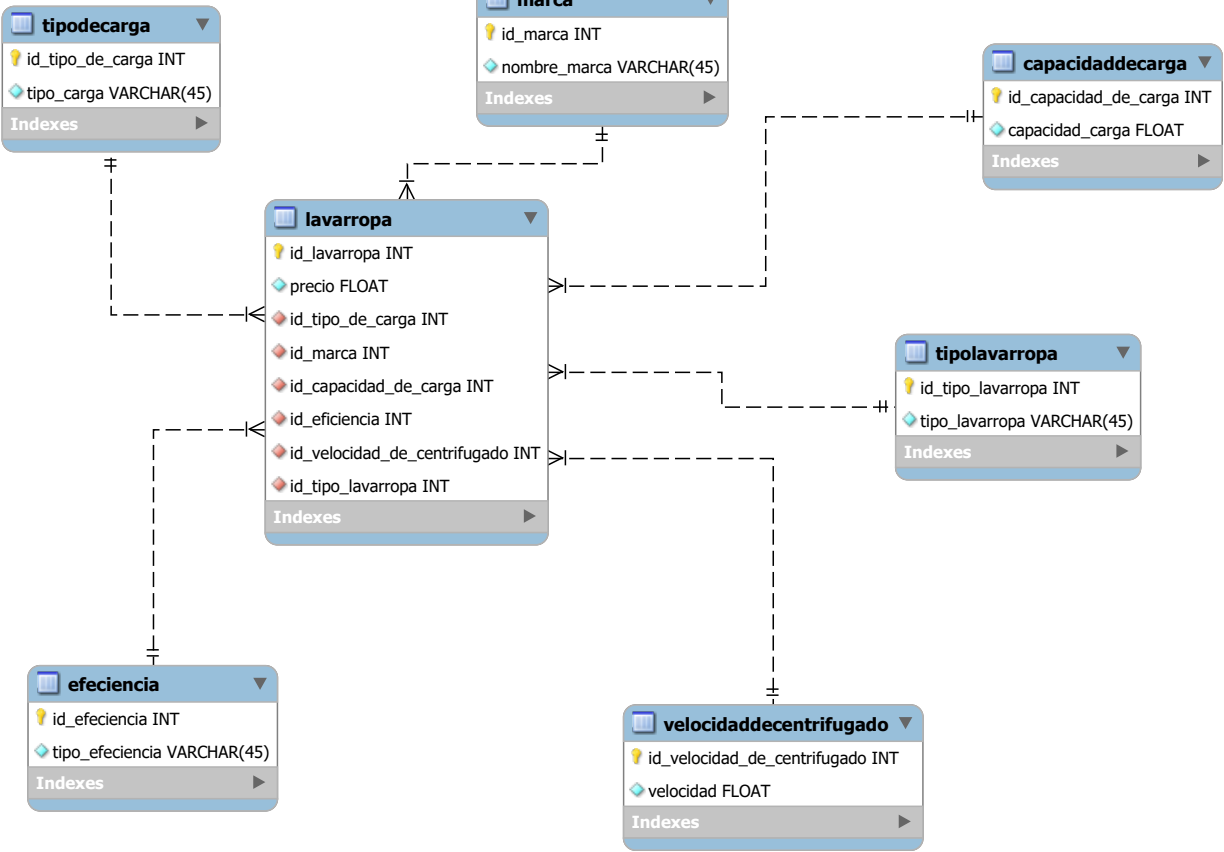 tipodecarga
id_tipo_de_carga INT
tipo_carga VARCHAR(45)
Indexes
marca
id_marca INT
nombre_marca VARCHAR(45)
Indexes
capacidaddecarga
id_capacidad_de_carga INT
capacidad_carga FLOAT
Indexes
lavarropa
id_lavarropa INT
precio FLOAT
id_tipo_de_carga INT
id_marca INT
id_capacidad_de_carga INT
id_eficiencia INT
id_velocidad_de_centrifugado INT
id_tipo_lavarropa INT
Indexes
tipolavarropa
id_tipo_lavarropa INT
tipo_lavarropa VARCHAR(45)
Indexes
efeciencia
id_efeciencia INT
tipo_efeciencia VARCHAR(45)
Indexes
velocidaddecentrifugado
id_velocidad_de_centrifugado INT
velocidad FLOAT
Indexes